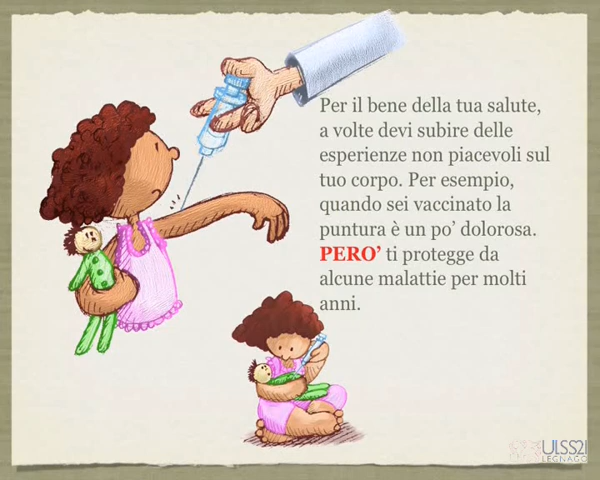 Per il bene della tua salute,
a volte devi subire delle
esperienze non piacevoli sul
tuo corpo. Per esempio,
quando sei vaccinato la
puntura è un po’ dolorosa.
PERO’ ti protegge da
alcune malattie per molti
anni.
ULSS21
LEGNAGO